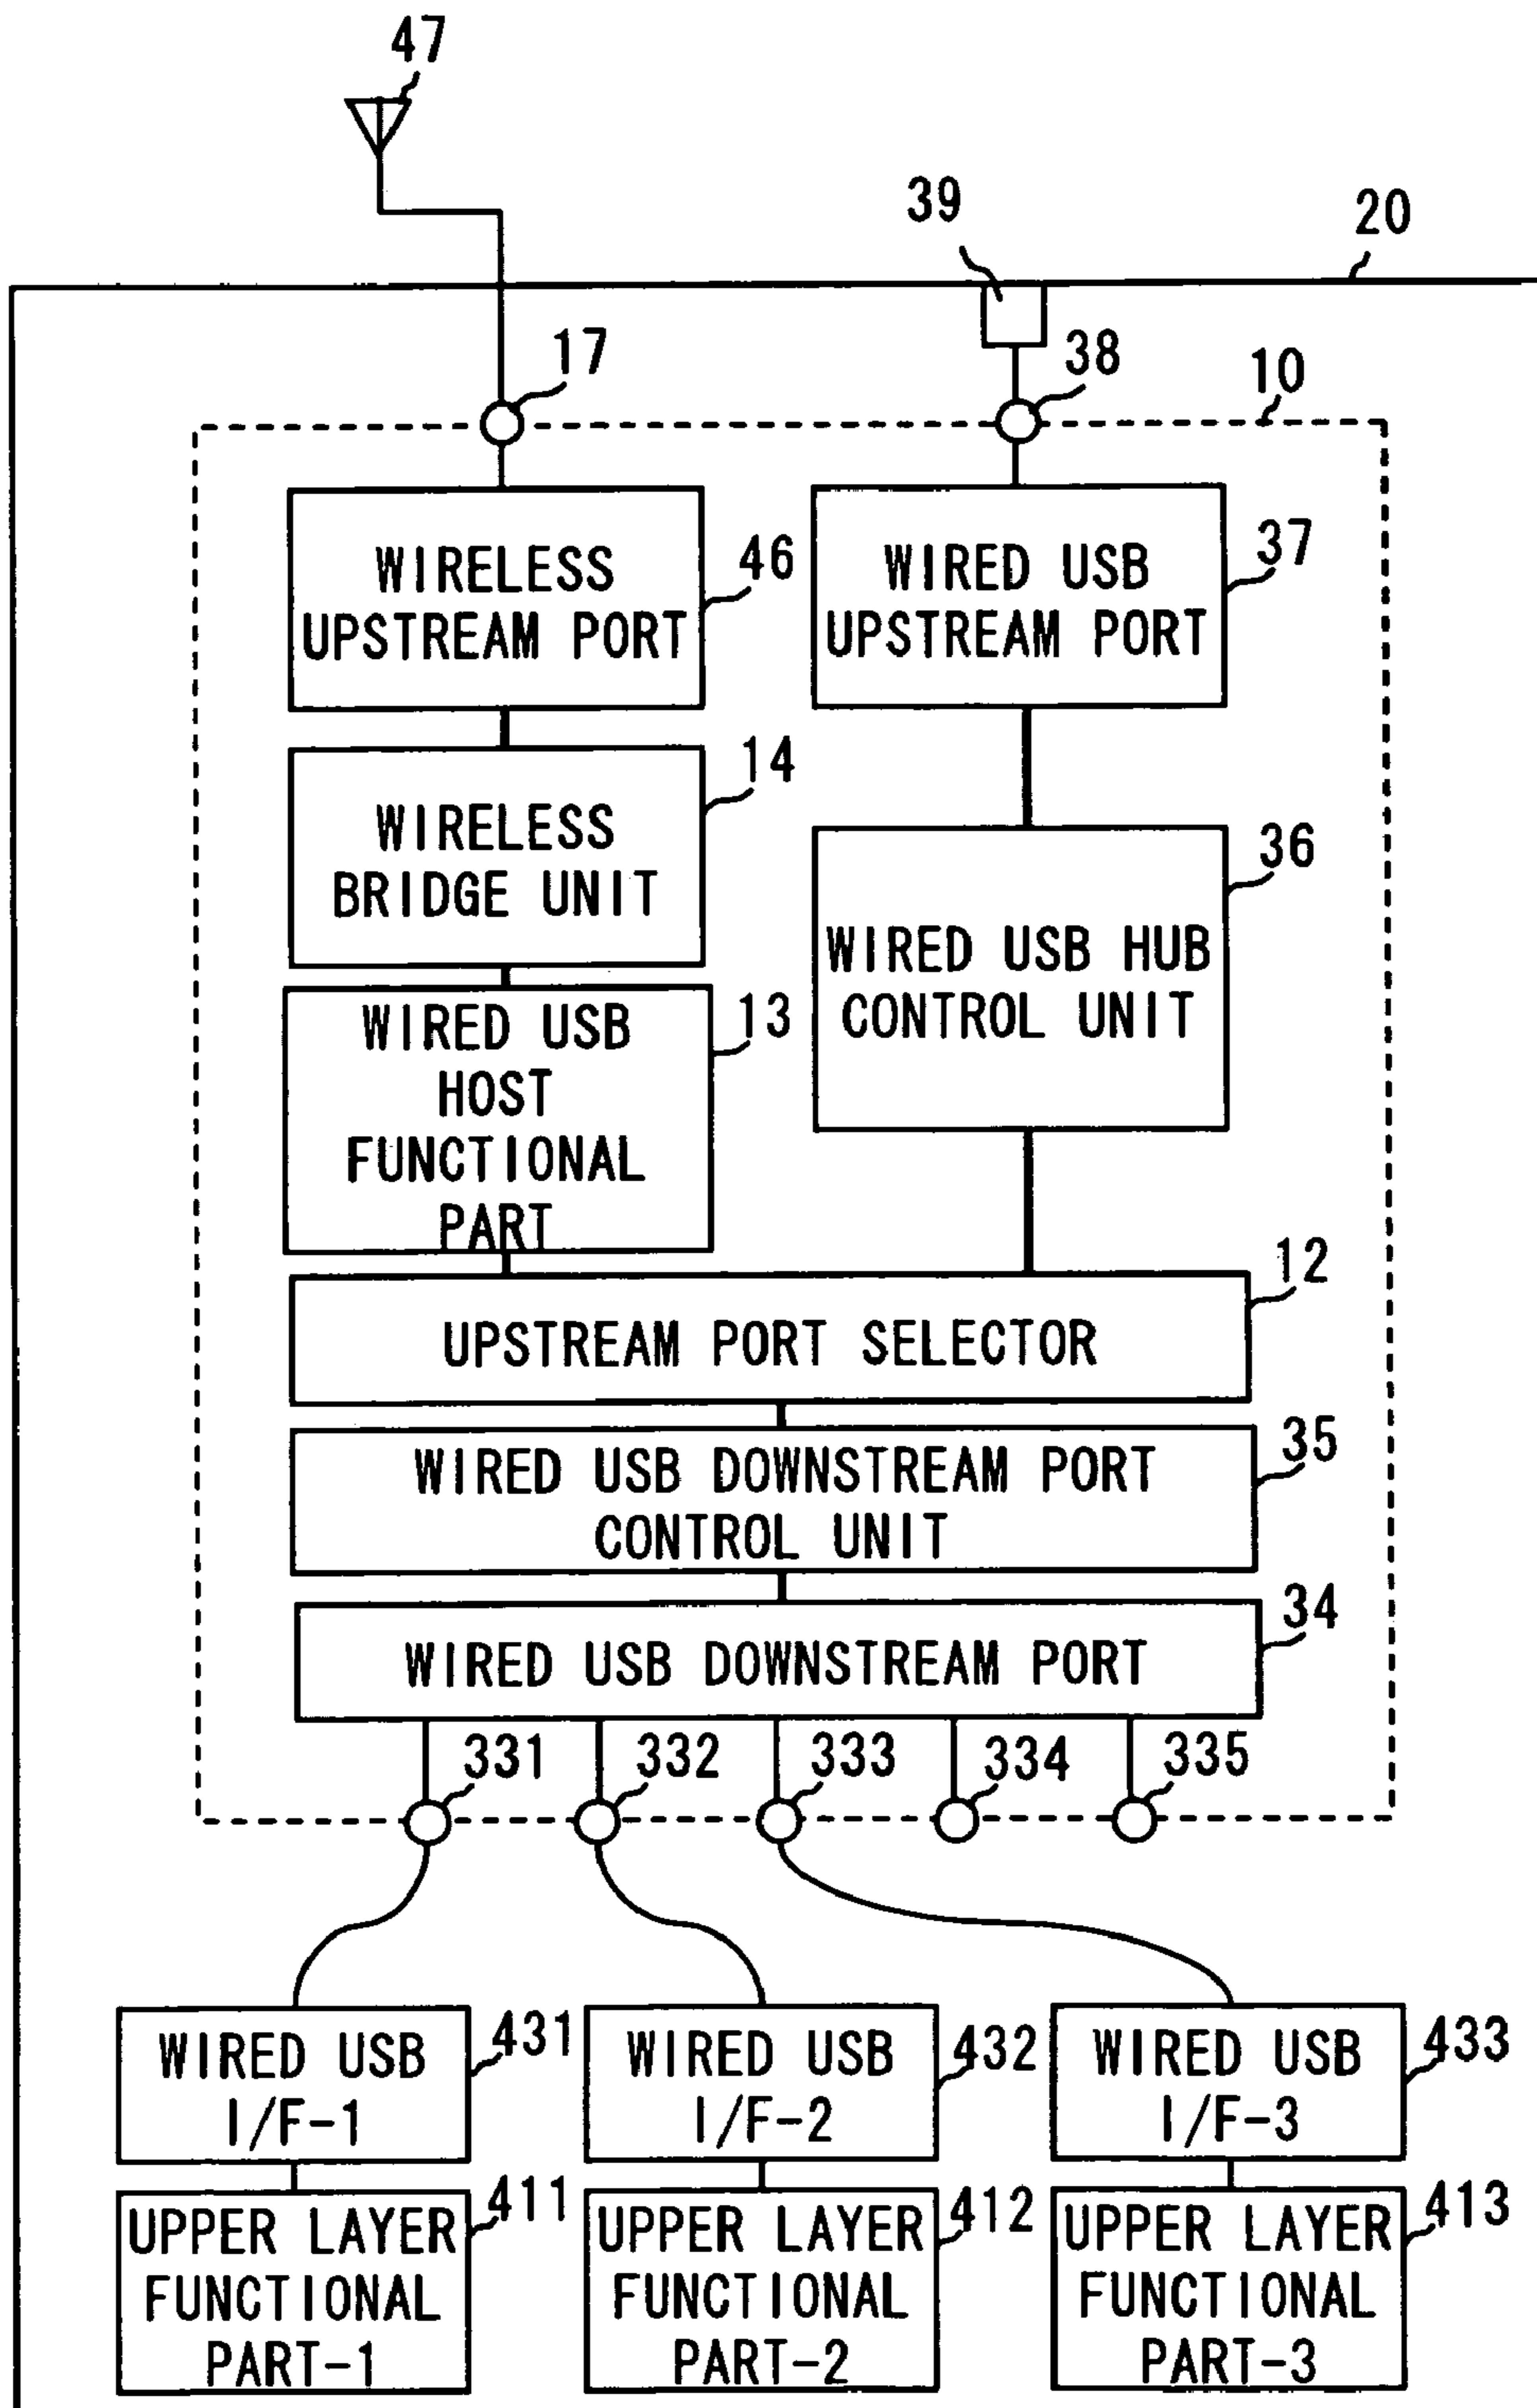 47
39
20
17
38
10
WIRELESS
UPSTREAM PORT
46
WIRED USB
UPSTREAM PORT
37
WIRELESS
BRIDGE UNIT
14
WIRED USB HUB
CONTROL UNIT
36
WIRED USB
HOST
FUNCTIONAL
PART
13
UPSTREAM PORT SELECTOR
12
WIRED USB DOWNSTREAM PORT
CONTROL UNIT
35
WIRED USB DOWNSTREAM PORT
34
331
332
333
334
335
WIRED USB
I/F-1
431
WIRED USB
I/F-2
432
WIRED USB
I/F-3
433
UPPER LAYER
FUNCTIONAL
PART-1
411
UPPER LAYER
FUNCTIONAL
PART-2
412
UPPER LAYER
FUNCTIONAL
PART-3
413